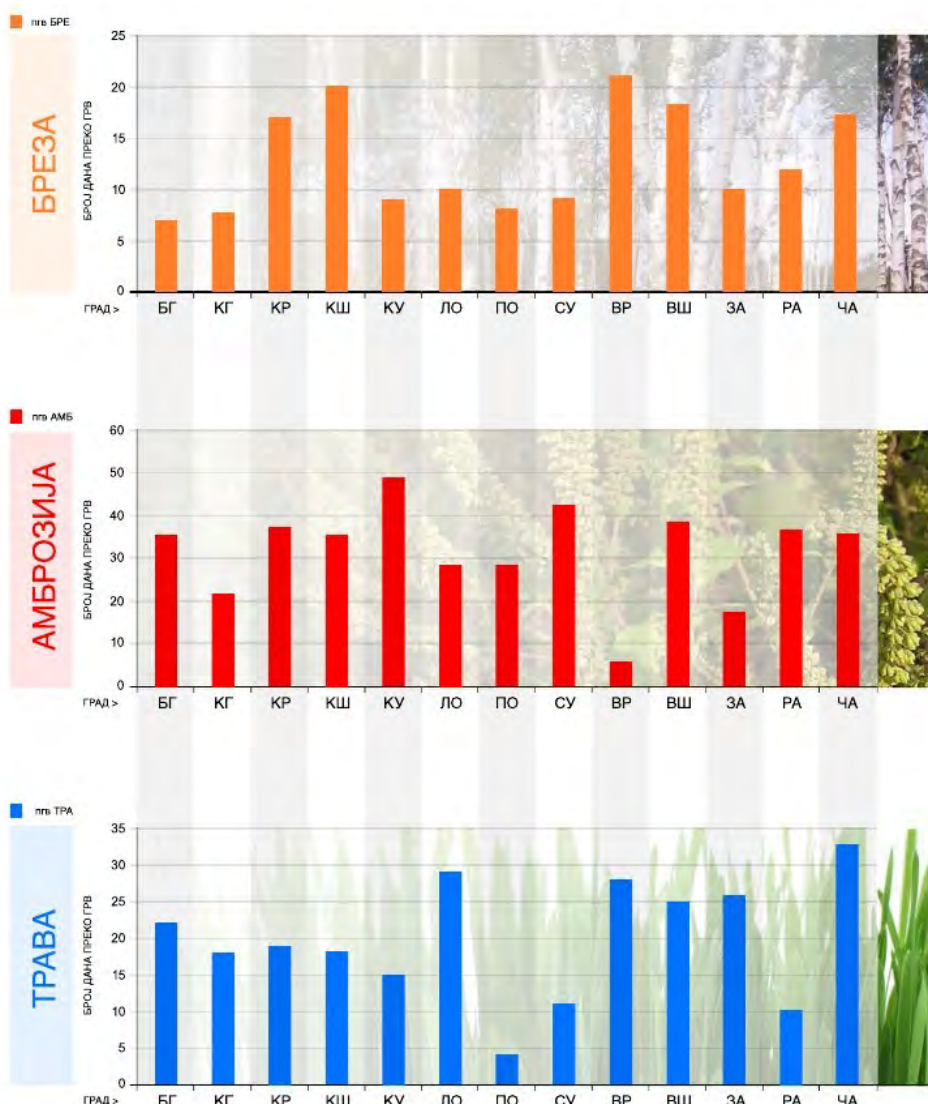 пгв БРЕ
БРЕЗА
БРОЈ ДАНА ПРЕКО ГРВ
25
20
15
10
5
0
ГРАД > БГ КГ КР КШ КУ ЛО ПО СУ ВР ВШ ЗА РА ЧА
пгв АМБ
АМБРОЗИЈА
БРОЈ ДАНА ПРЕКО ГРВ
60
50
40
30
20
10
0
ГРАД > БГ КГ КР КШ КУ ЛО ПО СУ ВР ВШ ЗА РА ЧА
пгв ТРА
ТРАВА
БРОЈ ДАНА ПРЕКО ГРВ
35
30
25
20
15
10
5
0
ГРАД > БГ КГ КР КШ КУ ЛО ПО СУ ВР ВШ ЗА РА ЧА